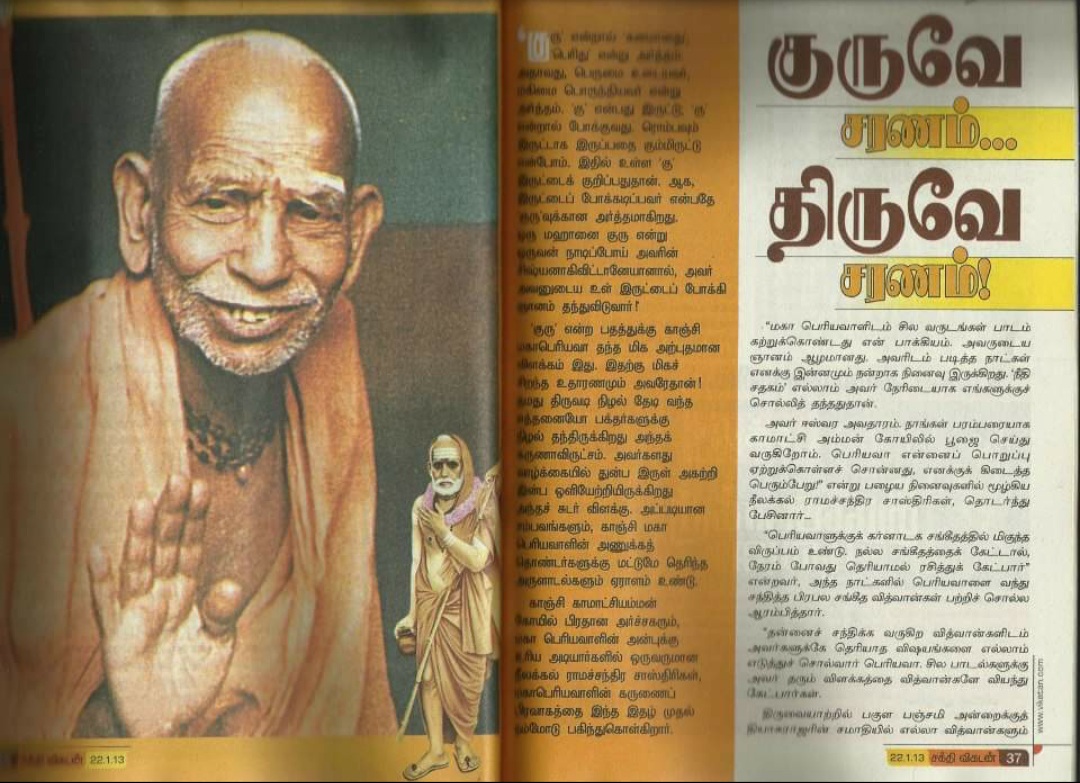 "குரு' என்றால் 'கனமானது',
'பெரிது' என்று அர்த்தம்.
அதாவது, பெருமை உடையவர்,
மகிமை பொருந்தியவர் என்று
அர்த்தம். 'கு' என்பது இருட்டு; 'ரு'
என்றால் போக்குவது. ரொம்பவும்
இருட்டாக இருப்பதை கும்மிருட்டு
என்போம். இதில் உள்ள 'கு'
இருட்டைக் குறிப்பதுதான். ஆக,
இருட்டைப் போக்கடிப்பவர் என்பதே
'குரு'வுக்கான அர்த்தமாகிறது.
ஒரு மஹானை குரு என்று
ஒருவன் நாடிப்போய் அவரின்
சிஷ்யனாகிவிட்டானேயானால், அவர்
அவனுடைய உள் இருட்டைப் போக்கி
ஞானம் தந்துவிடுவார்!
'குரு' என்ற பதத்துக்கு காஞ்சி
மகாபெரியவா தந்த மிக அற்புதமான
விளக்கம் இது. இதற்கு மிகச்
சிறந்த உதாரணமும் அவரேதான்!
தமது திருவடி நிழல் தேடி வந்த
எத்தனையோ பக்தர்களுக்கு
நிழல் தந்திருக்கிறது அந்தக்
கருணாவிருட்சம். அவர்களது
வாழ்க்கையில் துன்ப இருள் அகற்றி
இன்ப ஒளியேற்றியிருக்கிறது
அந்தச் சுடர் விளக்கு. அப்படியான
சம்பவங்களும், காஞ்சி மகா
பெரியவாளின் அணுக்கத்
தொண்டர்களுக்கு மட்டுமே தெரிந்த
அருளாடல்களும் ஏராளம் உண்டு.
காஞ்சி காமாட்சியம்மன்
கோயில் பிரதான அர்ச்சகரும்,
மகா பெரியவாளின் அன்புக்கு
உரிய அடியார்களில் ஒருவருமான
நீலக்கல் ராமச்சந்திர சாஸ்திரிகள்,
மகாபெரியவாளின் கருணைப்
பிரவாகத்தை இந்த இதழ் முதல்
நம்மோடு பகிந்துகொள்கிறார்.
குருவே
சரணம்...
திருவே
சரணம்!
"மகா பெரியவாளிடம் சில வருடங்கள் பாடம்
கற்றுக்கொண்டது என் பாக்கியம். அவருடைய
ஞானம் ஆழமானது. அவரிடம் படித்த நாட்கள்
எனக்கு இன்னமும் நன்றாக நினைவு இருக்கிறது. 'நீதி
சதகம்' எல்லாம் அவர் நேரிடையாக எங்களுக்குச்
சொல்லித் தந்ததுதான்.
அவர் ஈஸ்வர அவதாரம். நாங்கள் பரம்பரையாக
காமாட்சி அம்மன் கோயிலில் பூஜை செய்து
வருகிறோம். பெரியவா என்னைப் பொறுப்பு
ஏற்றுக்கொள்ளச் சொன்னது, எனக்குக் கிடைத்த
பெரும்பேறு!" என்று பழைய நினைவுகளில் மூழ்கிய
நீலக்கல் ராமச்சந்திர சாஸ்திரிகள், தொடர்ந்து
பேசினார்...
"பெரியவாளுக்குக் கர்னாடக சங்கீதத்தில் மிகுந்த
விருப்பம் உண்டு. நல்ல சங்கீதத்தைக் கேட்டால்,
நேரம் போவது தெரியாமல் ரசித்துக் கேட்பார்"
என்றவர், அந்த நாட்களில் பெரியவாளை வந்து
சந்தித்த பிரபல சங்கீத வித்வான்கள் பற்றிச் சொல்ல
ஆரம்பித்தார்.
"தன்னைச் சந்திக்க வருகிற வித்வான்களிடம்
அவர்களுக்கே தெரியாத விஷயங்களை எல்லாம்
எடுத்துச் சொல்வார் பெரியவா. சில பாடல்களுக்கு
அவர் தரும் விளக்கத்தை வித்வான்களே வியந்து
கேட்பார்கள்.
திருவையாற்றில் பகுள பஞ்சமி அன்றைக்குத்
தியாகராஜரின் சமாதியில் எல்லா வித்வான்களும்
www.vikatan.com
சக்தி விகடன் 22.1.13
22.1.13 சக்தி விகடன் 37